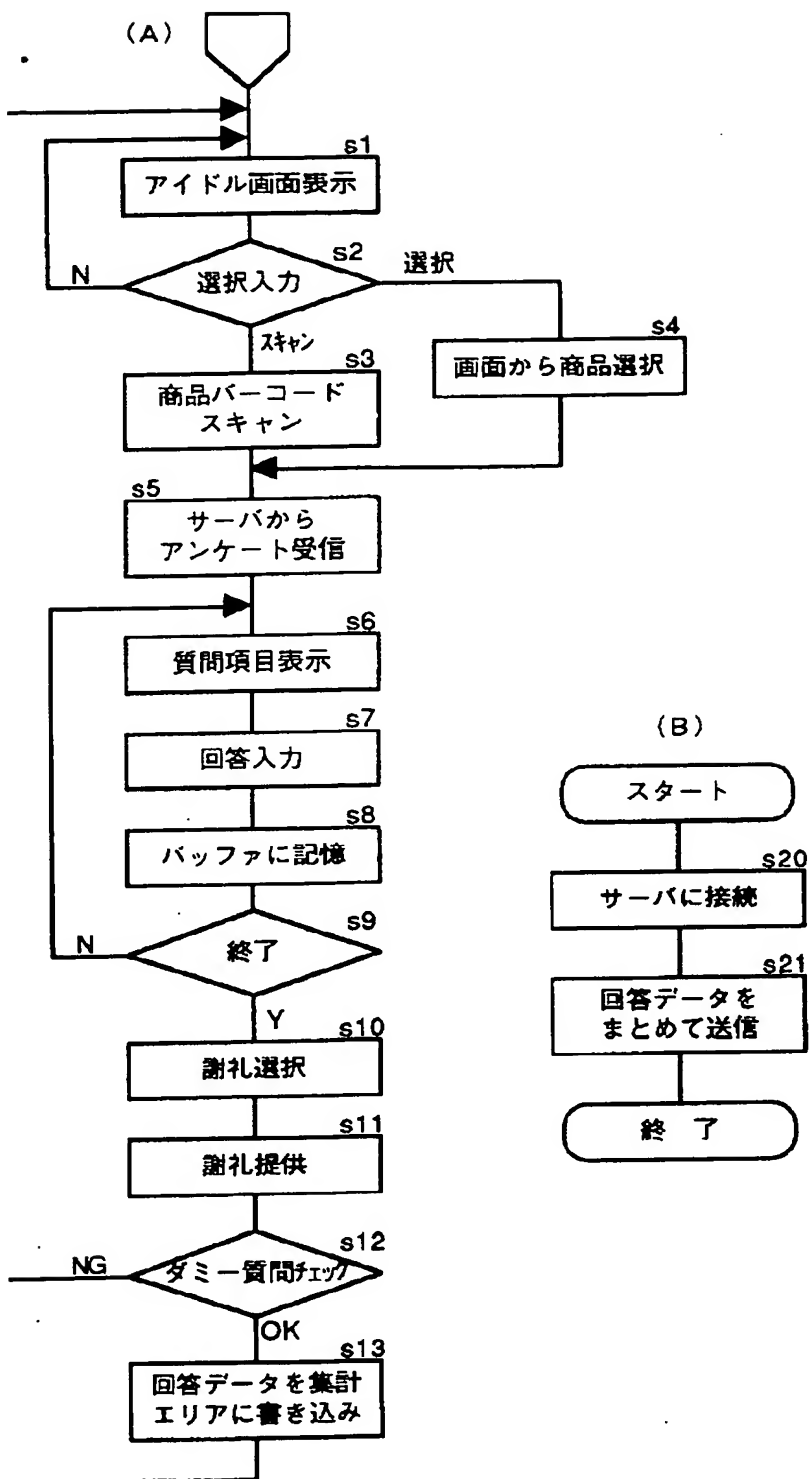 (A)
s1
アイドル画面表示
s2
選択入力
N
選択
スキャン
s3
商品バーコード
スキャン
s4
画面から商品選択
s5
サーバから
アンケート受信
s6
質問項目表示
s7
回答入力
s8
バッファに記憶
s9
終了
N
Y
s10
謝礼選択
s11
謝礼提供
s12
ダミー質問チェック
NG
OK
s13
回答データを集計
エリアに書き込み
(B)
スタート
s20
サーバに接続
s21
回答データを
まとめて送信
終 了